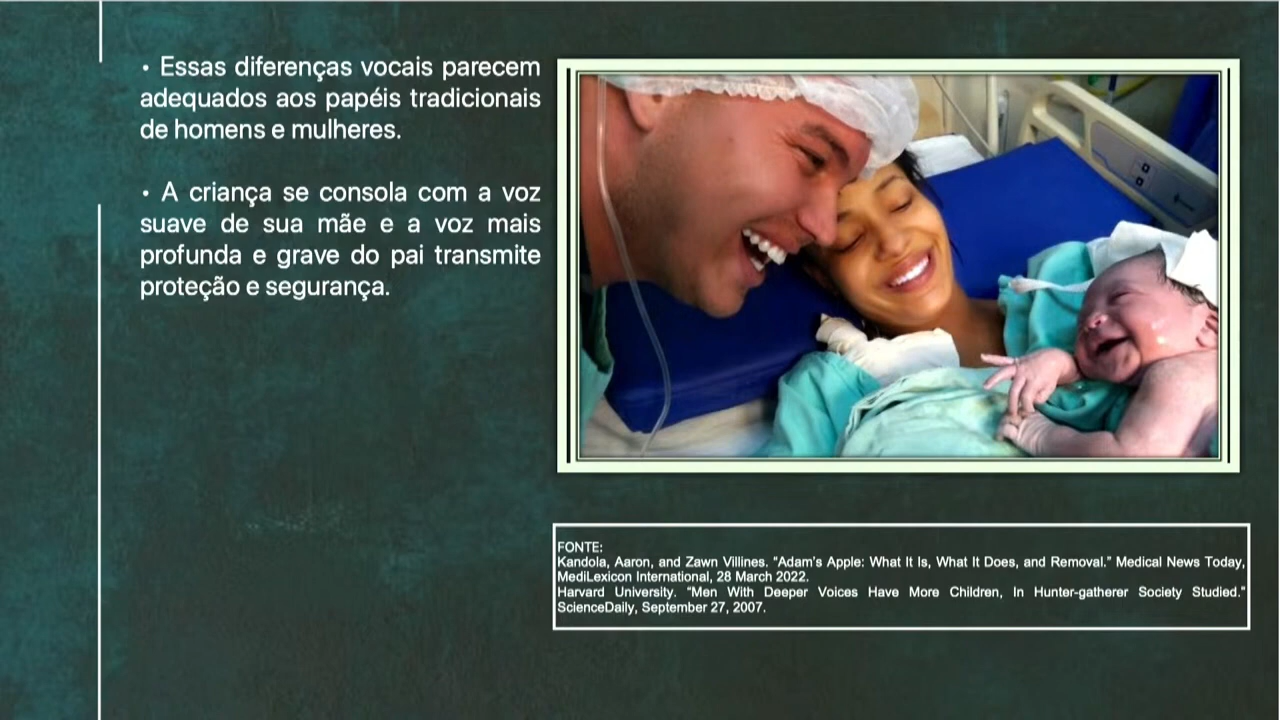 • Essas diferenças vocais parecem
adequados aos papéis tradicionais
de homens e mulheres.
• A criança se consola com a voz
suave de sua mãe e a voz mais
profunda e grave do pai transmite
proteção e segurança.
FONTE:
Kandola, Aaron, and Zawn Villines. "Adam's Apple: What It Is, What It Does, and Removal." Medical News Today,
MediLexicon International, 28 March 2022.
Harvard University. "Men With Deeper Voices Have More Children, In Hunter-gatherer Society Studied."
ScienceDaily, September 27, 2007.